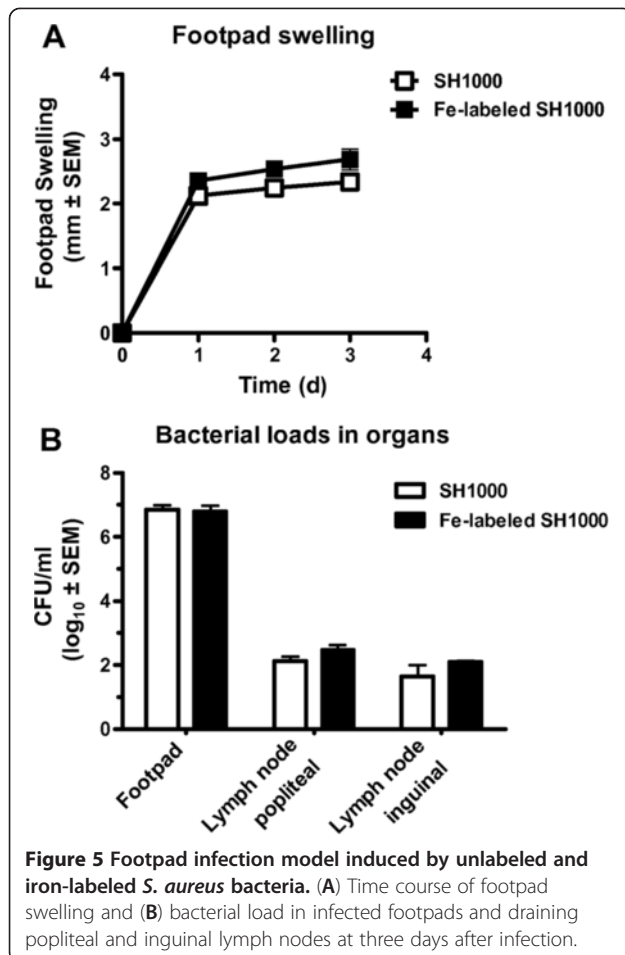 A
Footpad swelling
SH1000
Fe-labeled SH1000
Footpad Swelling
(mm ± SEM)
4
3
2
1
0
0 1 2 3 4
Time (d)
B
Bacterial loads in organs
SH1000
Fe-labeled SH1000
CFU/ml
(log₁₀ ± SEM)
8
6
4
2
0
Footpad
Lymph node
popliteal
Lymph node
inguinal
Figure 5 Footpad infection model induced by unlabeled and
iron-labeled S. aureus bacteria. (A) Time course of footpad
swelling and (B) bacterial load in infected footpads and draining
popliteal and inguinal lymph nodes at three days after infection.